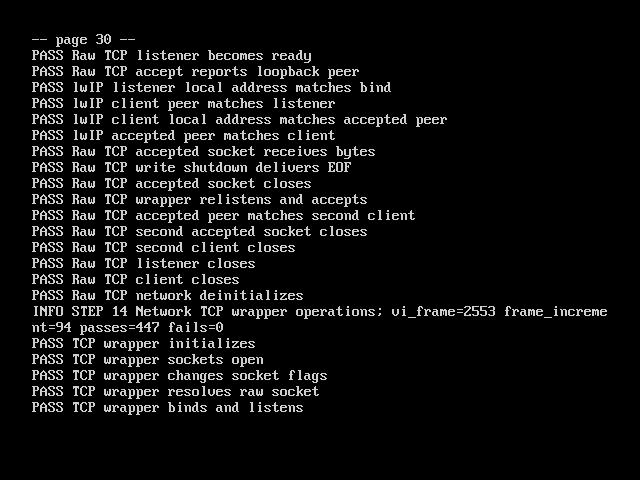 -- page 30 --
PASS Raw TCP listener becomes ready
PASS Raw TCP accept reports loopback peer
PASS lwIP listener local address matches bind
PASS lwIP client peer matches listener
PASS lwIP client local address matches accepted peer
PASS lwIP accepted peer matches client
PASS Raw TCP accepted socket receives bytes
PASS Raw TCP write shutdown delivers EOF
PASS Raw TCP accepted socket closes
PASS Raw TCP wrapper relistens and accepts
PASS Raw TCP accepted peer matches second client
PASS Raw TCP second accepted socket closes
PASS Raw TCP second client closes
PASS Raw TCP listener closes
PASS Raw TCP client closes
PASS Raw TCP network deinitializes
INFO STEP 14 Network TCP wrapper operations; vi_frame=2553 frame_increme
nt=94 passes=447 fails=0
PASS TCP wrapper initializes
PASS TCP wrapper sockets open
PASS TCP wrapper changes socket flags
PASS TCP wrapper resolves raw socket
PASS TCP wrapper binds and listens